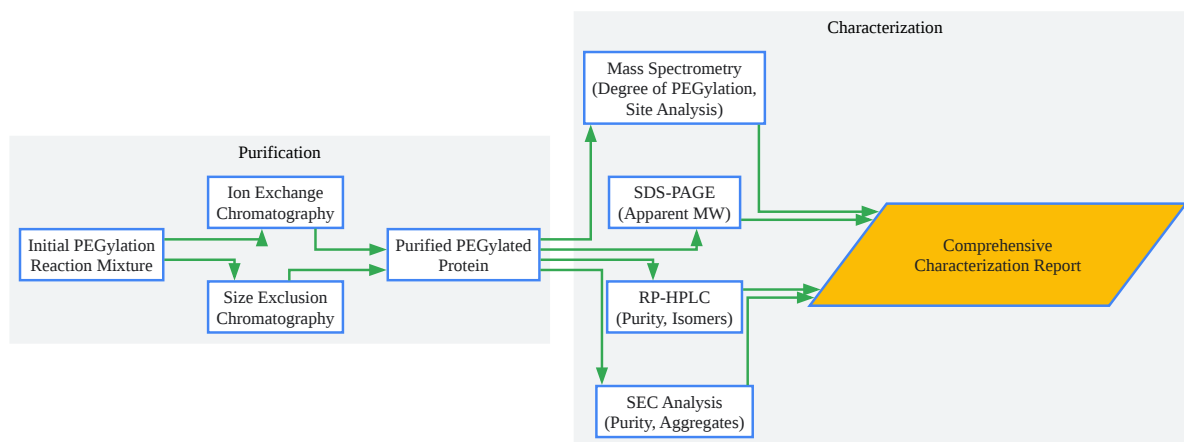 Purification
Initial PEGylation
Reaction Mixture
Ion Exchange
Chromatography
Size Exclusion
Chromatography
Purified PEGylated
Protein
Characterization
Mass Spectrometry
(Degree of PEGylation,
Site Analysis)
SDS-PAGE
(Apparent MW)
RP-HPLC
(Purity, Isomers)
SEC Analysis
(Purity, Aggregates)
Comprehensive
Characterization Report